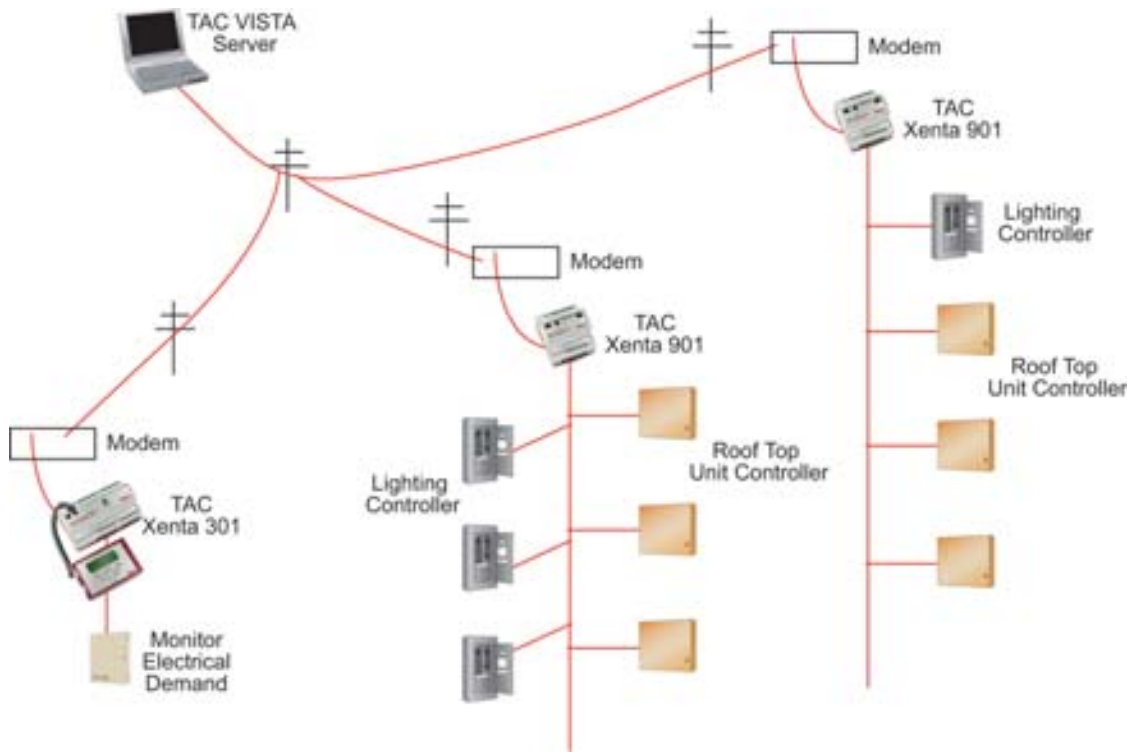 TAC VISTA
Server
Modem
TAC
Xenta 901
Lighting
Controller
Roof Top
Unit Controller
Modem
TAC
Xenta 901
Lighting
Controller
Roof Top
Unit Controller
Modem
TAC
Xenta 301
Monitor
Electrical
Demand